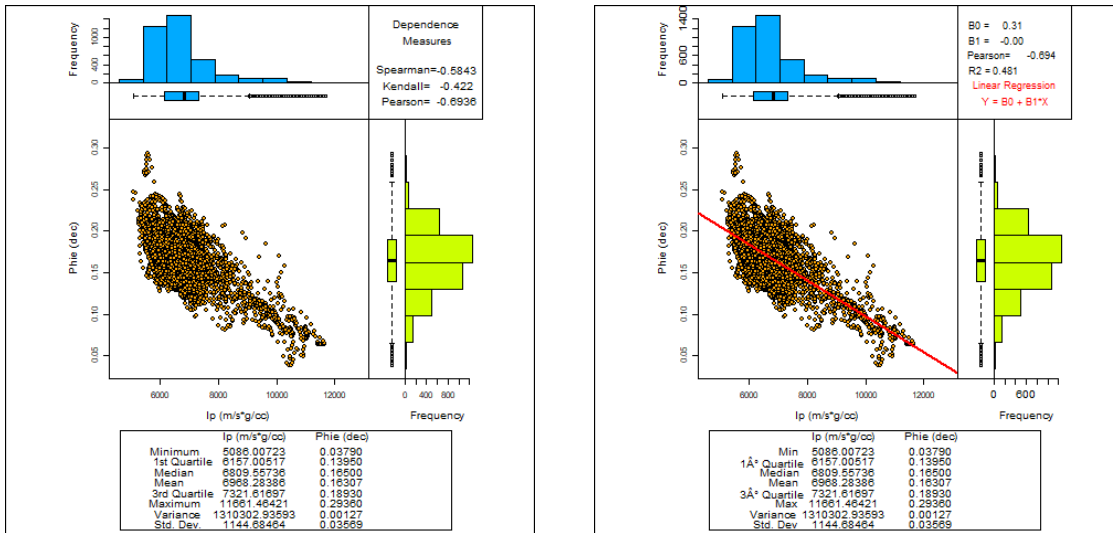 Frequency
0 400 1000
Dependence
Measures
Spearman=-0.5843
Kendall= -0.422
Pearson=-0.6936
Phie (dec)
0.30
0.25
0.20
0.15
0.10
0.05
6000 8000 10000 12000
Ip (m/s*g/cc)
0 400 800
Frequency
Ip (m/s*g/cc) Phie (dec)
Minimum 5086.00723 0.03790
1st Quartile 6157.00517 0.13950
Median 6809.55736 0.16500
Mean 6968.28386 0.16307
3rd Quartile 7321.61697 0.18930
Maximum 11661.46421 0.29360
Variance 1310302.93593 0.00127
Std. Dev. 1144.68464 0.03569
Frequency
0 600 1400
B0 = 0.31
B1 = -0.00
Pearson= -0.694
R2 = 0.481
Linear Regression
Y = B0 + B1*X
Phie (dec)
0.30
0.25
0.20
0.15
0.10
0.05
6000 8000 10000 12000
Ip (m/s*g/cc)
0 600
Frequency
Ip (m/s*g/cc) Phie (dec)
Min 5086.00723 0.03790
1Â° Quartile 6157.00517 0.13950
Median 6809.55736 0.16500
Mean 6968.28386 0.16307
3Â° Quartile 7321.61697 0.18930
Max 11661.46421 0.29360
Variance 1310302.93593 0.00127
Std. Dev 1144.68464 0.03569